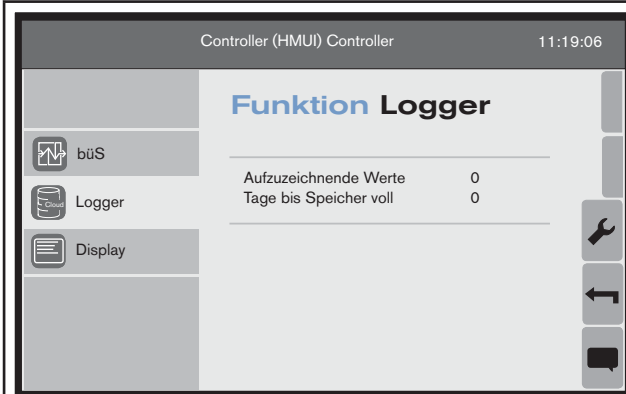 Controller (HMUI) Controller 11:19:06
Funktion Logger
büS
Cloud
Logger
Display
Aufzuzeichnende Werte 0
Tage bis Speicher voll 0